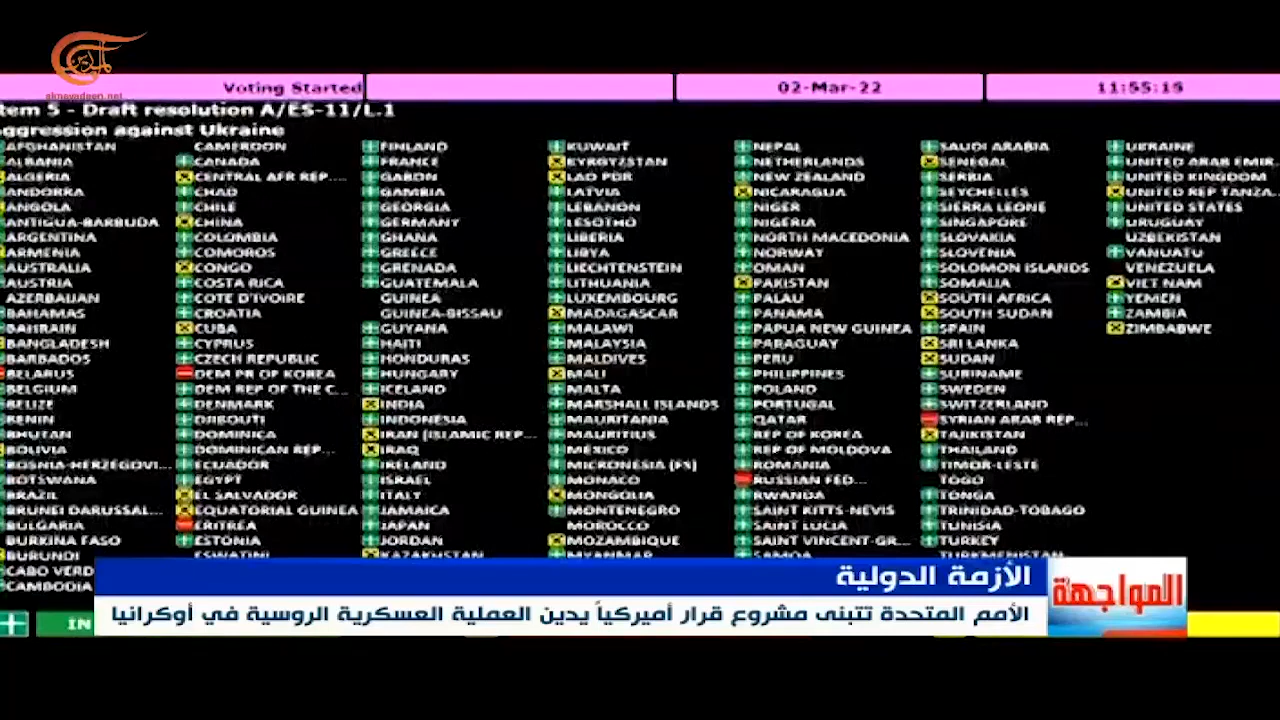 الميادين
almayadeen.net
Voting Started 02-Mar-22 11:55:15
tem 5 - Draft resolution A/ES-11/L.1
ggression against Ukraine
AFGHANISTAN CAMEROON FINLAND KUWAIT NEPAL SAUDI ARABIA UKRAINE
ALBANIA CANADA FRANCE KYRGYZSTAN NETHERLANDS SENEGAL UNITED ARAB EMIR
ALGERIA CENTRAL AFR REP.... GABON LAO PDR NEW ZEALAND SERBIA UNITED KINGDOM
ANDORRA CHAD GAMBIA LATVIA NICARAGUA SEYCHELLES UNITED REP TANZA...
ANGOLA CHILE GEORGIA LEBANON NIGER SIERRA LEONE UNITED STATES
ANTIGUA-BARBUDA CHINA GERMANY LESOTHO NIGERIA SINGAPORE URUGUAY
ARGENTINA COLOMBIA GHANA LIBERIA NORTH MACEDONIA SLOVAKIA UZBEKISTAN
ARMENIA COMOROS GREECE LIBYA NORWAY SLOVENIA VANUATU
AUSTRALIA CONGO GRENADA LIECHTENSTEIN OMAN SOLOMON ISLANDS VENEZUELA
AUSTRIA COSTA RICA GUATEMALA LITHUANIA PAKISTAN SOMALIA VIET NAM
AZERBAIJAN COTE D'IVOIRE GUINEA LUXEMBOURG PALAU SOUTH AFRICA YEMEN
BAHAMAS CROATIA GUINEA-BISSAU MADAGASCAR PANAMA SOUTH SUDAN ZAMBIA
BAHRAIN CUBA GUYANA MALAWI PAPUA NEW GUINEA SPAIN ZIMBABWE
BANGLADESH CYPRUS HAITI MALAYSIA PARAGUAY SRI LANKA
BARBADOS CZECH REPUBLIC HONDURAS MALDIVES PERU SUDAN
BELARUS DEM PR OF KOREA HUNGARY MALI PHILIPPINES SURINAME
BELGIUM DEM REP OF THE C... ICELAND MALTA POLAND SWEDEN
BELIZE DENMARK INDIA MARSHALL ISLANDS PORTUGAL SWITZERLAND
BENIN DJIBOUTI INDONESIA MAURITANIA QATAR SYRIAN ARAB REP...
BHUTAN DOMINICA IRAN (ISLAMIC REP... MAURITIUS REP OF KOREA TAJIKISTAN
BOLIVIA DOMINICAN REP... IRAQ MEXICO REP OF MOLDOVA THAILAND
BOSNIA-HERZEGOVI... ECUADOR IRELAND MICRONESIA (FS) ROMANIA TIMOR-LESTE
BOTSWANA EGYPT ISRAEL MONACO RUSSIAN FED... TOGO
BRAZIL EL SALVADOR ITALY MONGOLIA RWANDA TONGA
BRUNEI DARUSSAL... EQUATORIAL GUINEA JAMAICA MONTENEGRO SAINT KITTS-NEVIS TRINIDAD-TOBAGO
BULGARIA ERITREA JAPAN MOROCCO SAINT LUCIA TUNISIA
BURKINA FASO ESTONIA JORDAN MOZAMBIQUE SAINT VINCENT-GR... TURKEY
BURUNDI ESWATINI KAZAKHSTAN MYANMAR SAMOA TURKMENISTAN
CABO VERD
CAMBODIA
IN
الأزمة الدولية
المواجهة
الأمم المتحدة تتبنى مشروع قرار أميركياً يدين العملية العسكرية الروسية في أوكرانيا